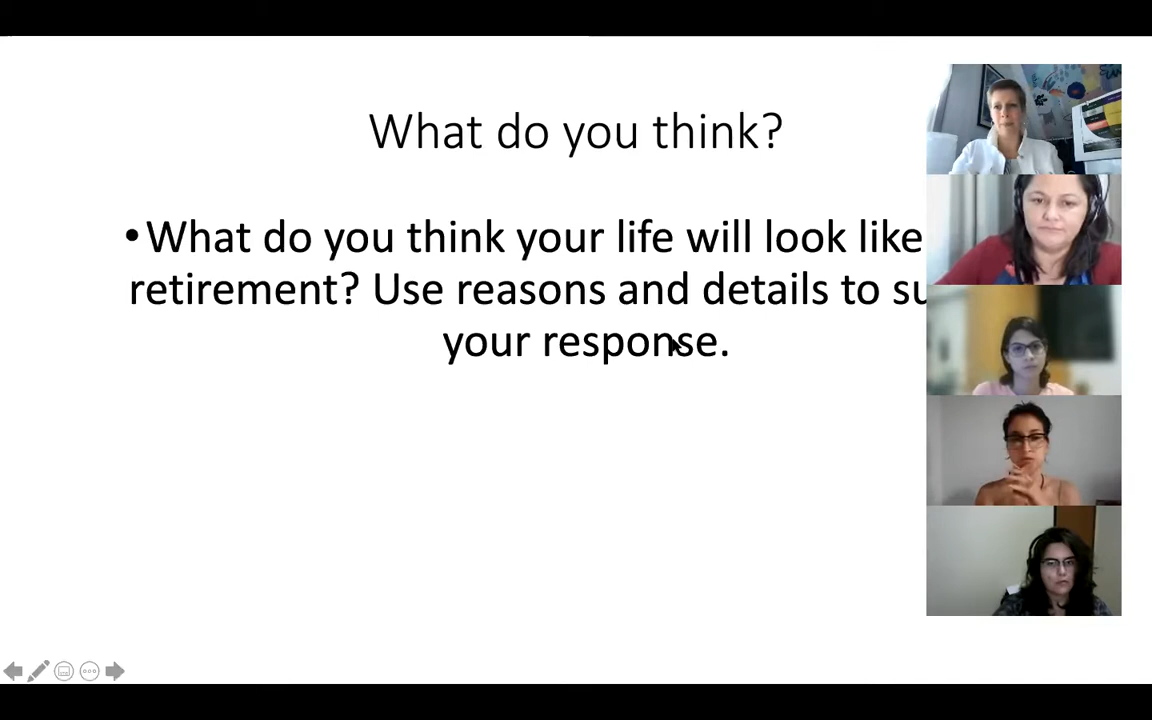 What do you think?
•What do you think your life will look like
retirement? Use reasons and details to
your response.